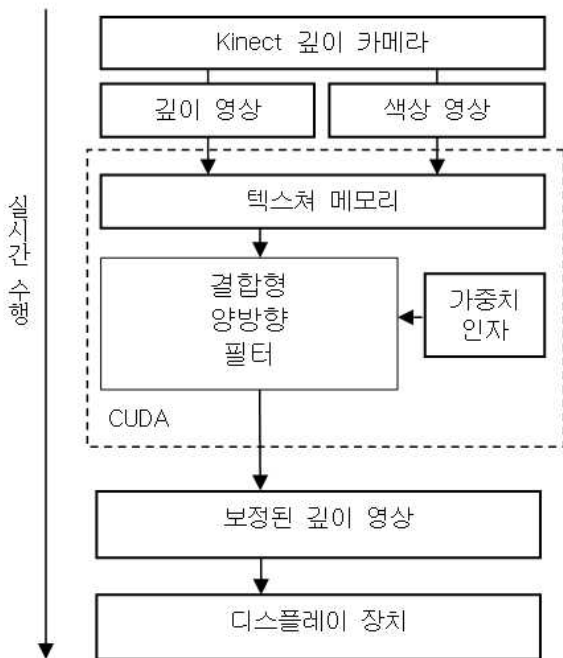 Kinect 깊이 카메라
깊이 영상
색상 영상
텍스쳐 메모리
결합형
양방향
필터
가중치
인자
CUDA
보정된 깊이 영상
디스플레이 장치
실시간 수행